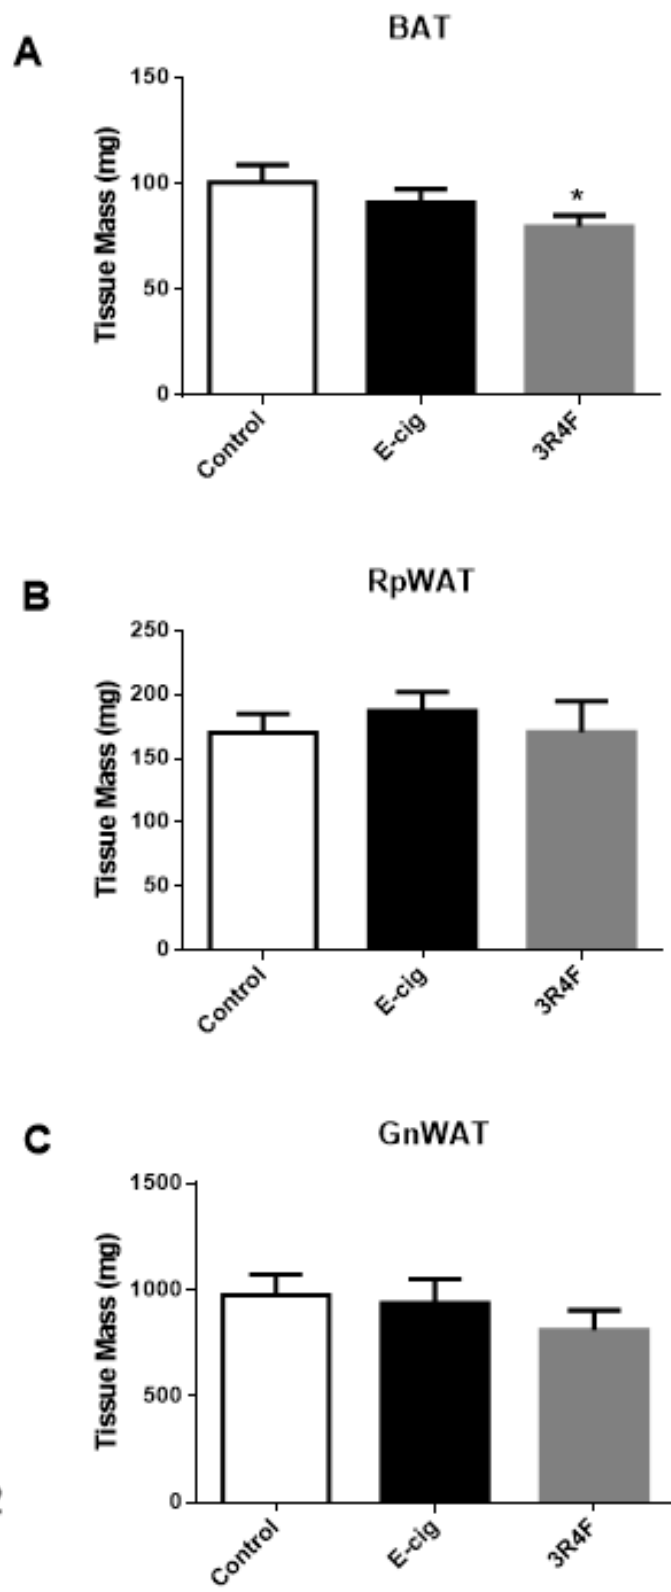 A
BAT
Tissue Mass (mg)
150
100
50
0
*
Control
E-cig
3R4F
B
RpWAT
Tissue Mass (mg)
250
200
150
100
50
0
Control
E-cig
3R4F
C
GnWAT
Tissue Mass (mg)
1500
1000
500
0
Control
E-cig
3R4F